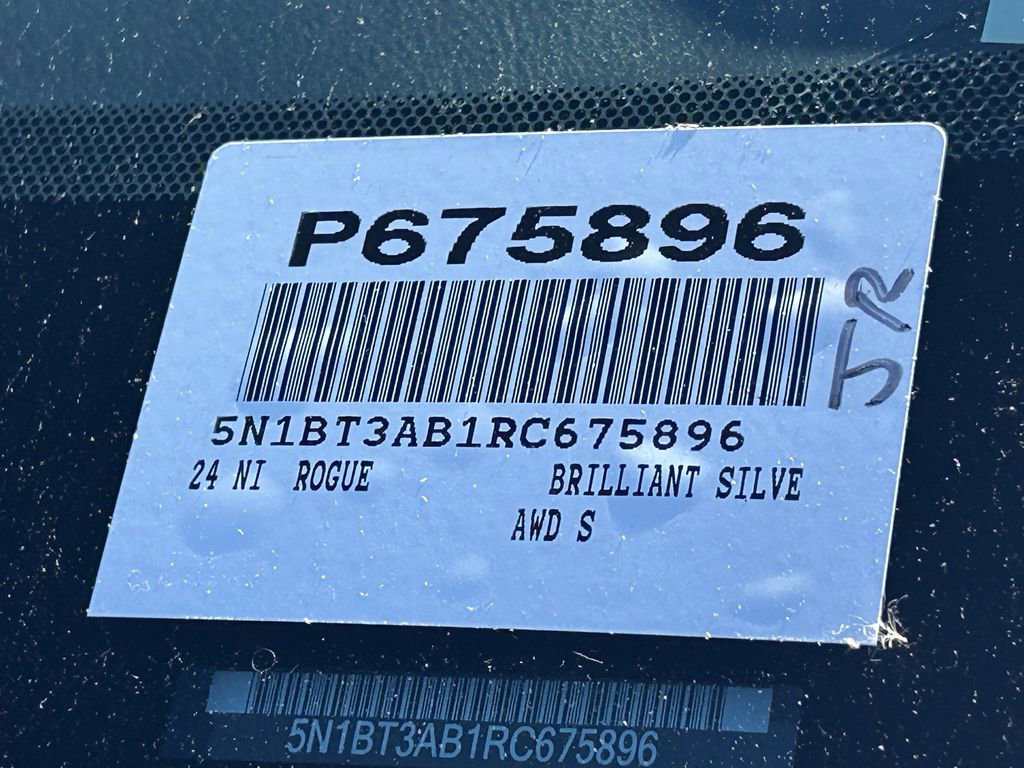 P675896
5N1BT3AB1RC675896
24 NI ROGUE BRILLIANT SILVE
AWD S
5N1BT3AB1RC675896